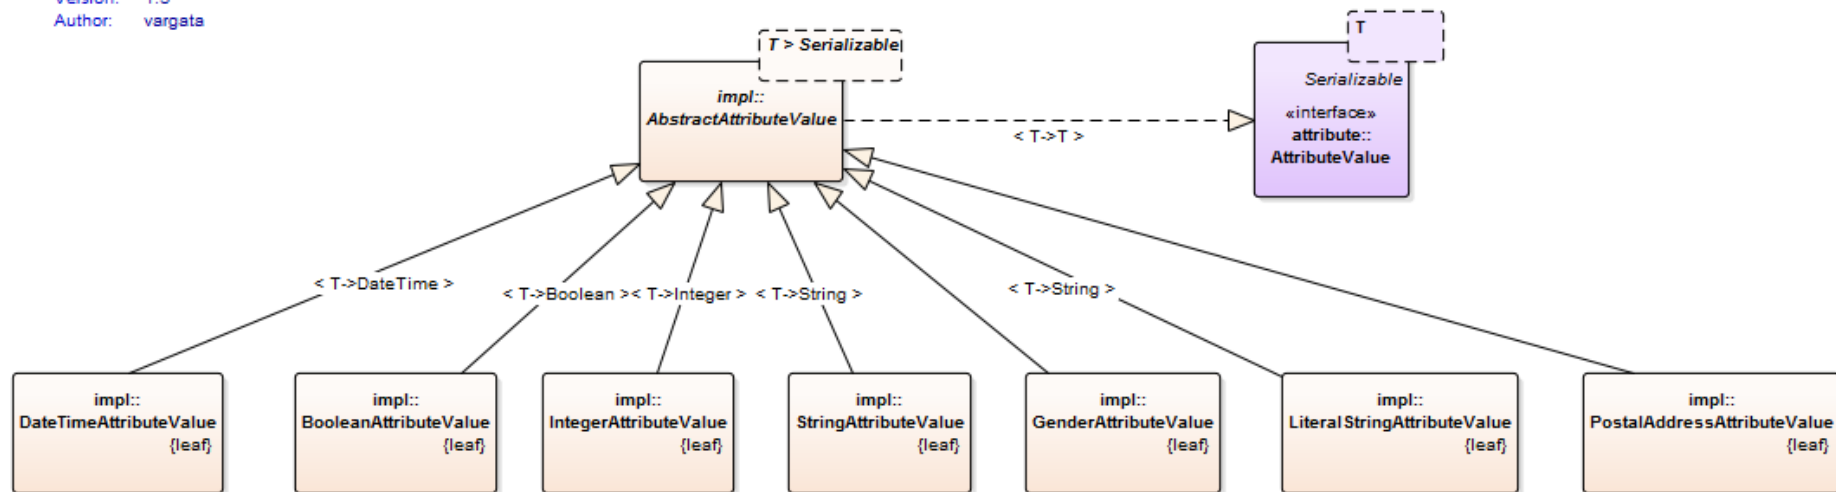 Author: vargata
T > Serializable
impl::
AbstractAttributeValue
T
Serializable
«interface»
attribute::
AttributeValue
< T->T >
< T->DateTime >
< T->Boolean >
< T->Integer >
< T->String >
< T->String >
impl::
DateTimeAttributeValue
{leaf}
impl::
BooleanAttributeValue
{leaf}
impl::
IntegerAttributeValue
{leaf}
impl::
StringAttributeValue
{leaf}
impl::
GenderAttributeValue
{leaf}
impl::
LiteralStringAttributeValue
{leaf}
impl::
PostalAddressAttributeValue
{leaf}